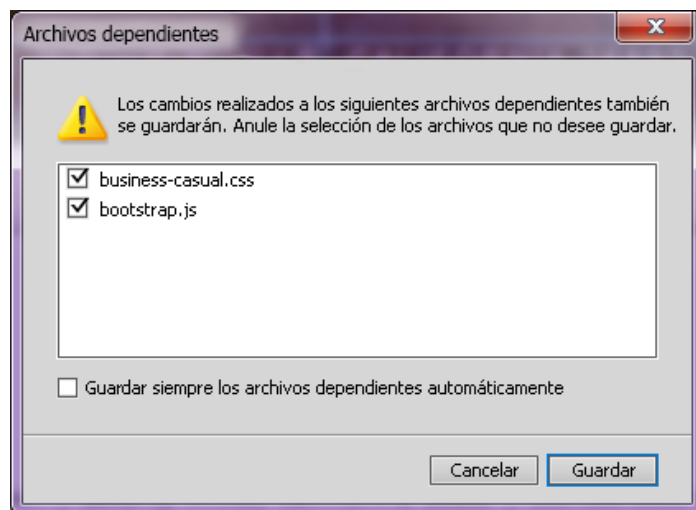 Archivos dependientes
Los cambios realizados a los siguientes archivos dependientes también
se guardarán. Anule la selección de los archivos que no desee guardar.
business-casual.css
bootstrap.js
Guardar siempre los archivos dependientes automáticamente
Cancelar
Guardar